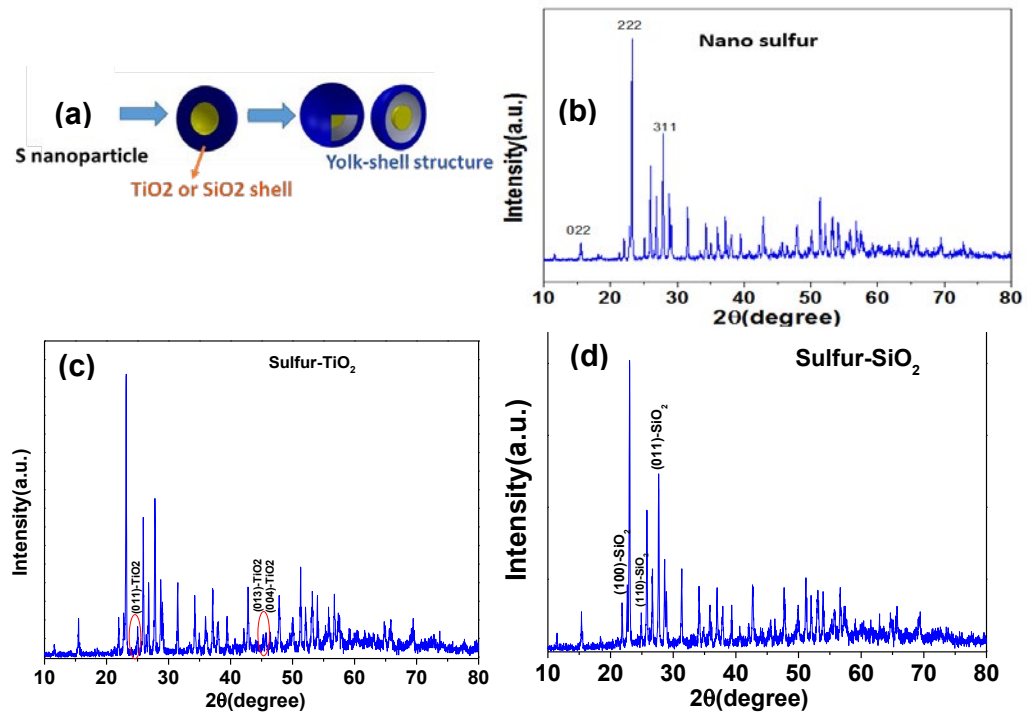 (a)
S nanoparticle
TiO2 or SiO2 shell
Yolk-shell structure
(b)
Nano sulfur
222
311
022
Intensity(a.u.)
10 20 30 40 50 60 70 80
2θ(degree)
(c)
Sulfur-TiO₂
(011)-TiO2
(013)-TiO2
(004)-TiO2
Intensity(a.u.)
10 20 30 40 50 60 70 80
2θ(degree)
(d)
Sulfur-SiO₂
(100)-SiO₂
(110)-SiO₂
(011)-SiO₂
Intensity(a.u.)
10 20 30 40 50 60 70 80
2θ(degree)